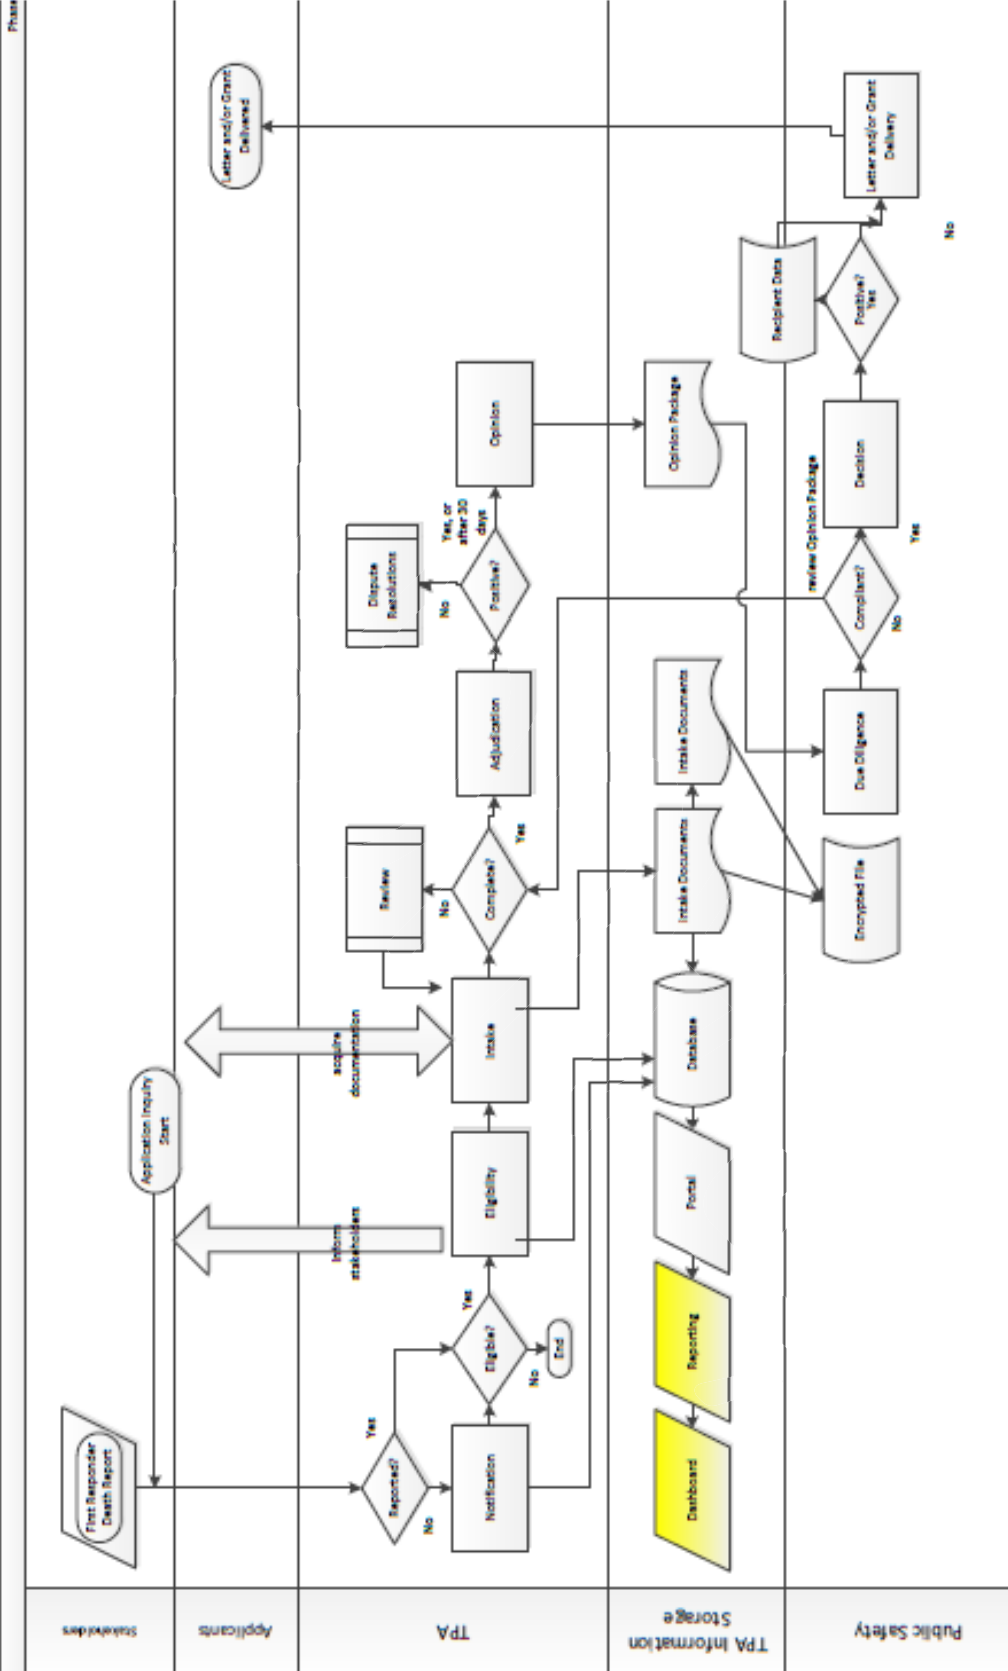 Phase
Stakeholders
First Responder
Death Report
Application Inquiry
Start
Applicants
Letter and/or Grant
Delivered
TPA
Reported?
No
Yes
Notification
Eligible?
Yes
No
End
Inform
stakeholders
Eligibility
acquire
documentation
Intake
Review
No
Complete?
Yes
Adjudication
Dispute
Resolutions
No
Positive?
Yes, or
after 30
days
Opinion
TPA Information
Storage
Dashboard
Reporting
Portal
Database
Intake Documents
Intake Documents
Opinion Package
Recipient Data
Public Safety
Encrypted File
Due Diligence
Compliant?
No
Yes
review Opinion Package
Decision
Positive?
Yes
No
Letter and/or Grant
Delivery